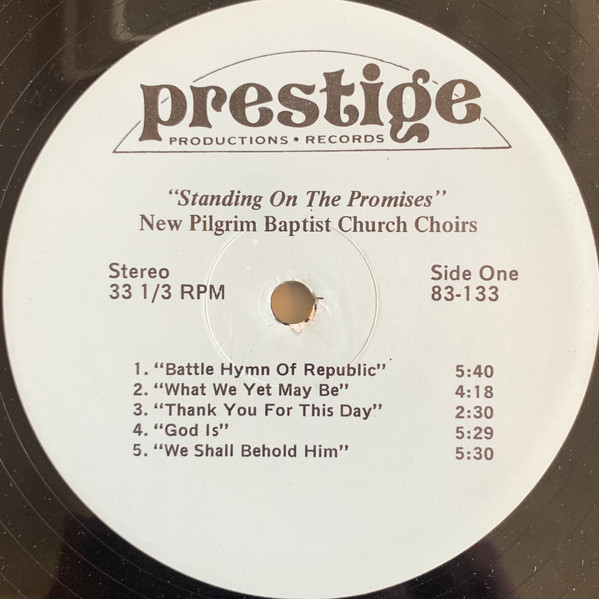 prestige
PRODUCTIONS • RECORDS
"Standing On The Promises"
New Pilgrim Baptist Church Choirs
Stereo Side One
33 1/3 RPM 83-133
1. "Battle Hymn Of Republic" 5:40
2. "What We Yet May Be" 4:18
3. "Thank You For This Day" 2:30
4. "God Is" 5:29
5. "We Shall Behold Him" 5:30